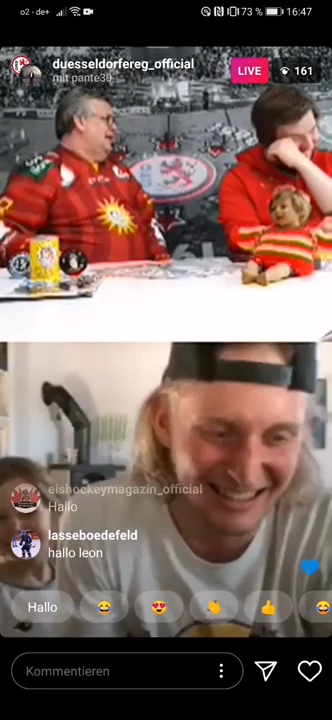 o2 - de+
73 %
16:47
duesseldorfereg_official
mit pante30
LIVE
161
eishockeymagazin_official
Hallo
lasseboedefeld
hallo leon
Hallo
Kommentieren